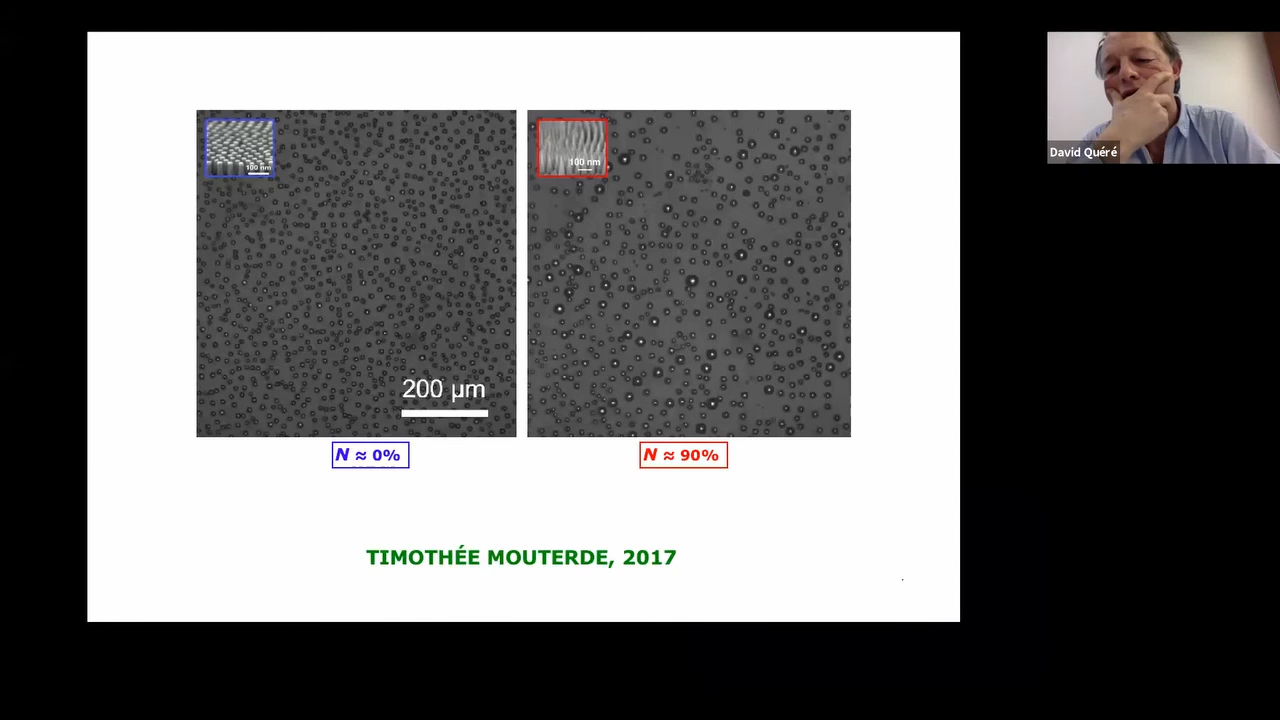 100 nm
100 nm
200 µm
N ≈ 0%
N ≈ 90%
TIMOTHÉE MOUTERDE, 2017
David Quéré